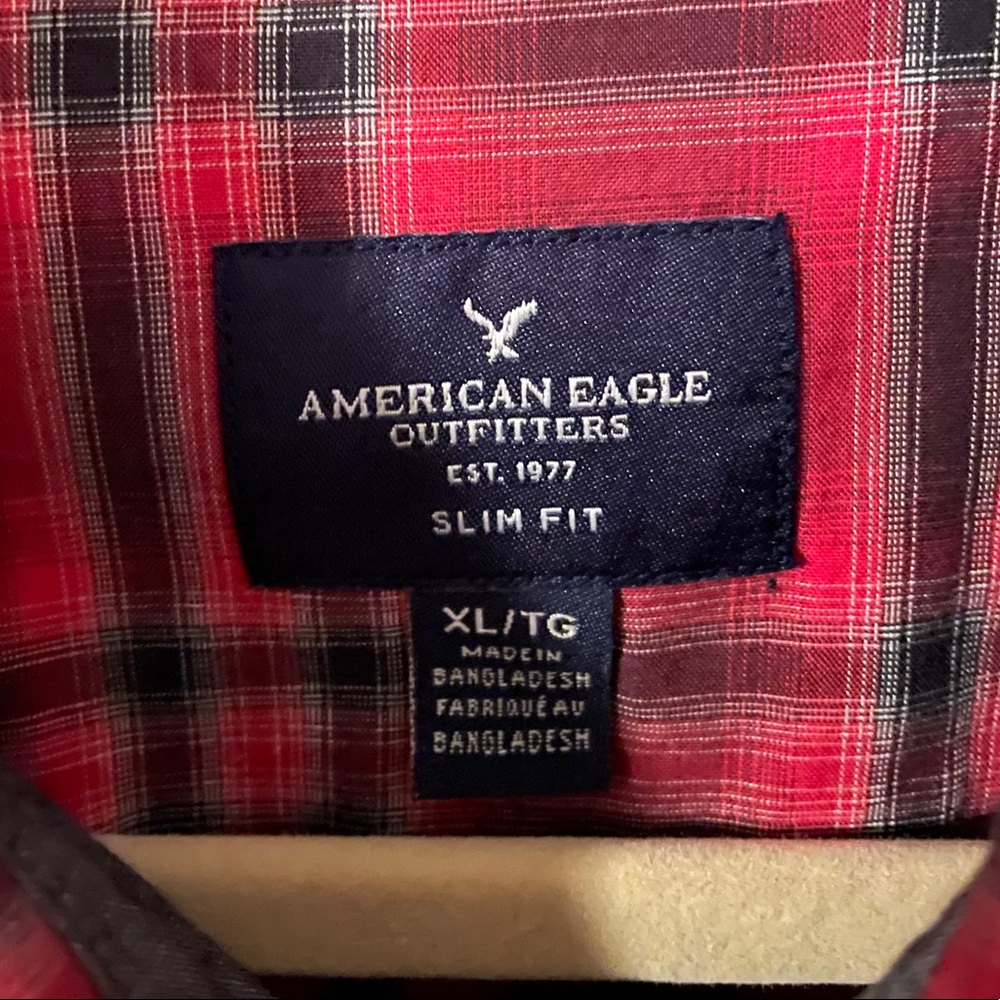 AMERICAN EAGLE
OUTFITTERS
EST. 1977
SLIM FIT
XL/TG
MADE IN
BANGLADESH
FABRIQUÉ AU
BANGLADESH